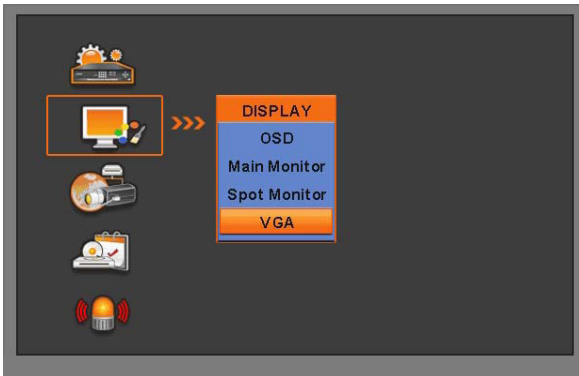 DISPLAY
OSD
Main Monitor
Spot Monitor
VGA